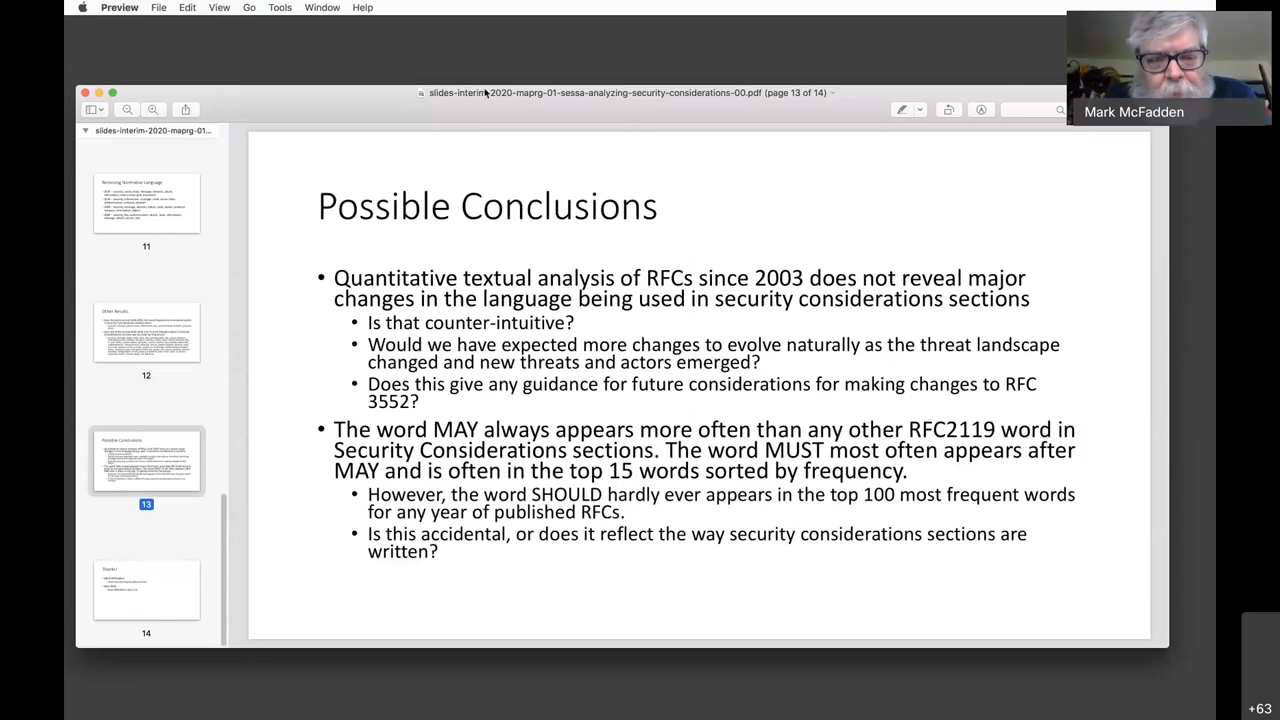 Preview File Edit View Go Tools Window Help
slides-interim-2020-maprg-01-sessa-analyzing-security-considerations-00.pdf (page 13 of 14)
Mark McFadden
slides-interim-2020-maprg-01...
Removing Normative Language
11
Other Results
12
Possible Conclusions
13
Thanks!
14
Possible Conclusions
• Quantitative textual analysis of RFCs since 2003 does not reveal major
changes in the language being used in security considerations sections
• Is that counter-intuitive?
• Would we have expected more changes to evolve naturally as the threat landscape
changed and new threats and actors emerged?
• Does this give any guidance for future considerations for making changes to RFC
3552?
• The word MAY always appears more often than any other RFC2119 word in
Security Considerations sections. The word MUST most often appears after
MAY and is often in the top 15 words sorted by frequency.
• However, the word SHOULD hardly ever appears in the top 100 most frequent words
for any year of published RFCs.
• Is this accidental, or does it reflect the way security considerations sections are
written?
+63